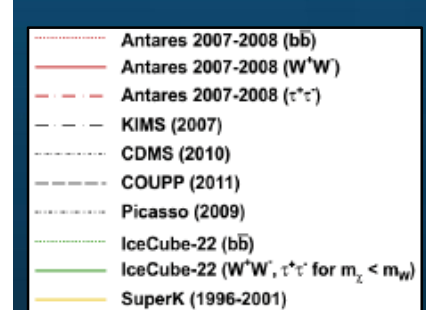 Antares 2007-2008 (bb̅)
Antares 2007-2008 (W⁺W⁻)
Antares 2007-2008 (τ⁺τ⁻)
KIMS (2007)
CDMS (2010)
COUPP (2011)
Picasso (2009)
IceCube-22 (bb̅)
IceCube-22 (W⁺W⁻, τ⁺τ⁻ for mᵪ < m_W)
SuperK (1996-2001)